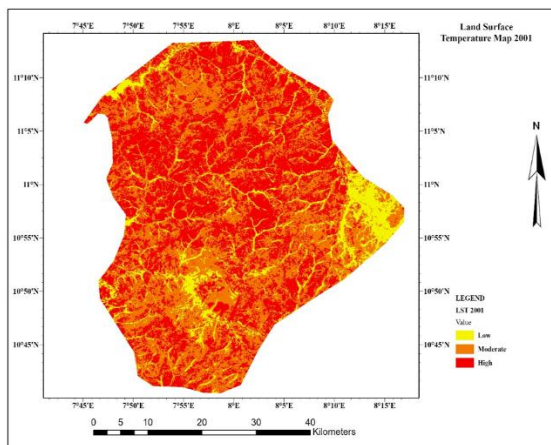 7°45'E 7°50'E 7°55'E 8°E 8°5'E 8°10'E 8°15'E
Land Surface
Temperature Map 2001
11°10'N 11°10'N
11°5'N 11°5'N
N
11°N 11°N
10°55'N 10°55'N
10°50'N 10°50'N
LEGEND
LST 2001
Value
Low
10°45'N 10°45'N
Moderate
High
7°45'E 7°50'E 7°55'E 8°E 8°5'E 8°10'E 8°15'E
0 5 10 20 30 40
Kilometers